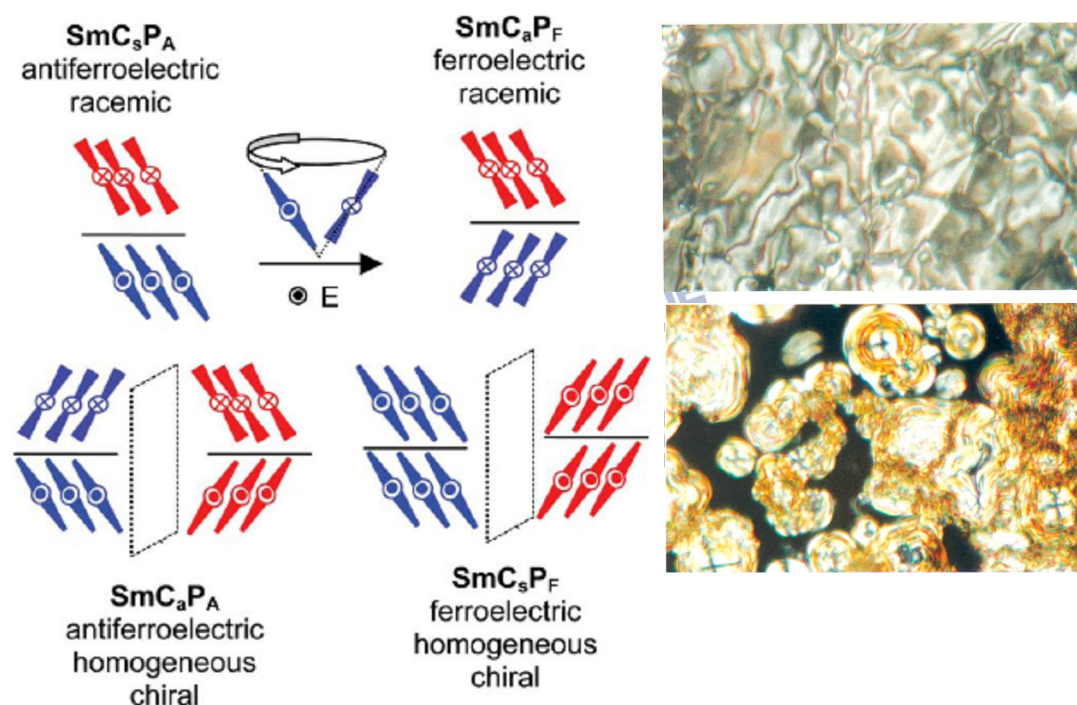 SmCsPA
antiferroelectric
racemic
SmCaPF
ferroelectric
racemic
E
SmCaPA
antiferroelectric
homogeneous
chiral
SmCsPF
ferroelectric
homogeneous
chiral